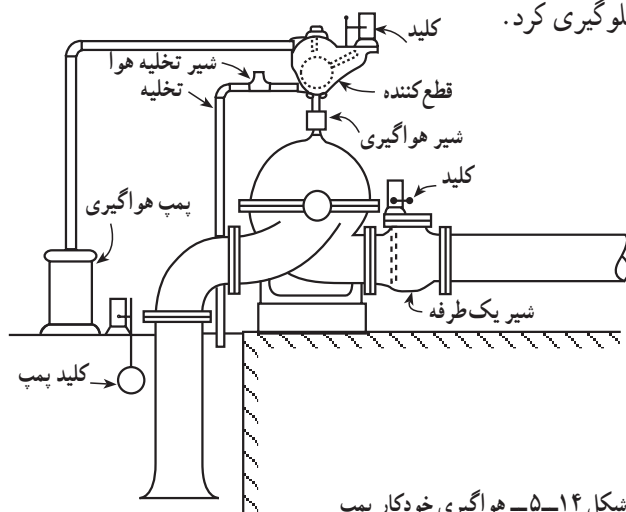 جلوگیری کرد.
کلید
شیر تخلیه هوا
تخلیه
قطع‌کننده
شیر هواگیری
کلید
پمپ هواگیری
شیر یک‌طرفه
کلید پمپ
شکل ۱۴ــ۵ــ هواگیری خودکار پمپ